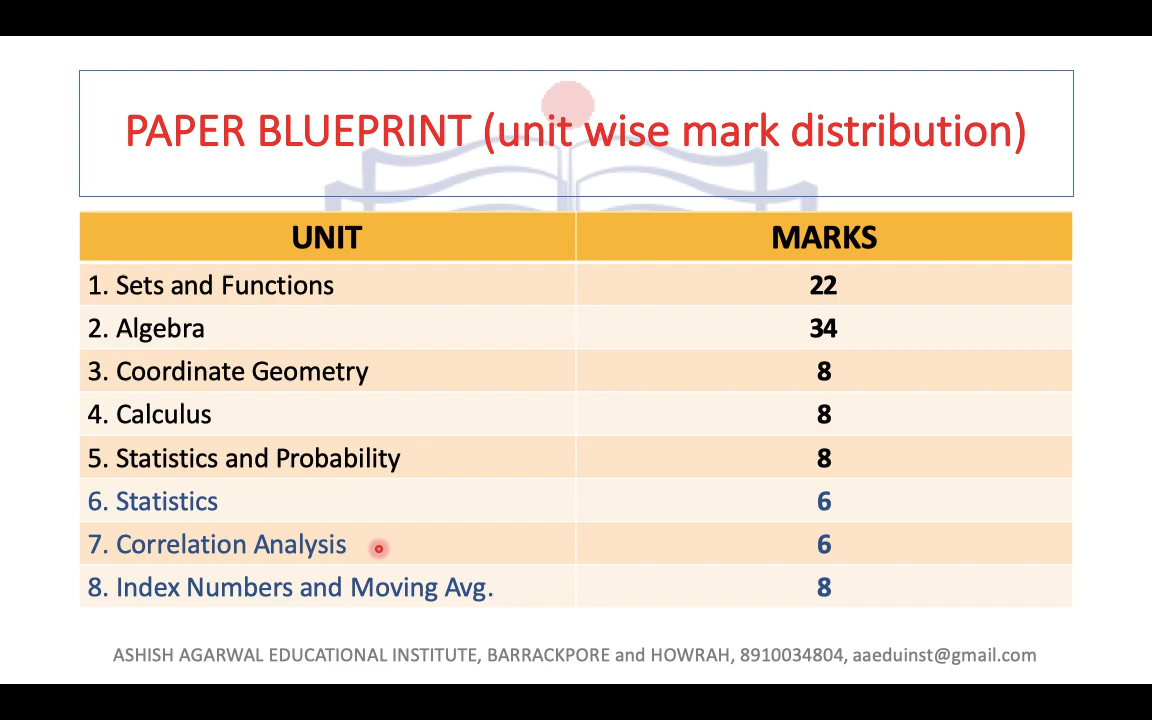 PAPER BLUEPRINT (unit wise mark distribution)
UNIT MARKS
1. Sets and Functions 22
2. Algebra 34
3. Coordinate Geometry 8
4. Calculus 8
5. Statistics and Probability 8
6. Statistics 6
7. Correlation Analysis 6
8. Index Numbers and Moving Avg. 8
ASHISH AGARWAL EDUCATIONAL INSTITUTE, BARRACKPORE and HOWRAH, 8910034804, aaeduinst@gmail.com